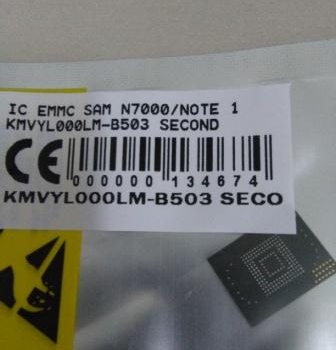 IC EMMC SAM N7000/NOTE 1
KMVYL000LM-B503 SECOND
CE
000000 134674
KMVYL000LM-B503 SECO